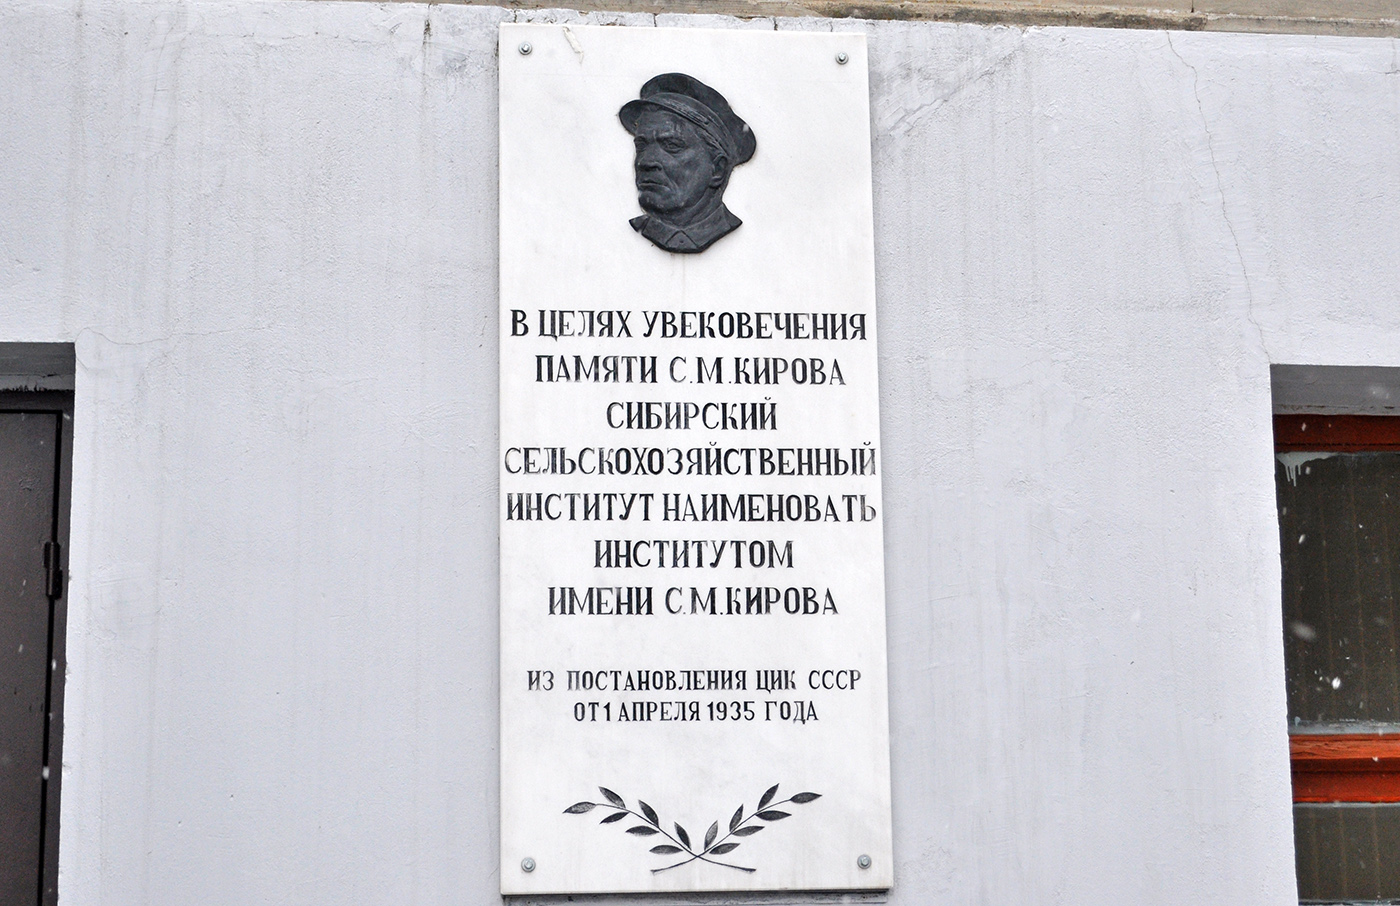 В ЦЕЛЯХ УВЕКОВЕЧЕНИЯ
ПАМЯТИ С.М.КИРОВА
СИБИРСКИЙ
СЕЛЬСКОХОЗЯЙСТВЕННЫЙ
ИНСТИТУТ НАИМЕНОВАТЬ
ИНСТИТУТОМ
ИМЕНИ С.М.КИРОВА
ИЗ ПОСТАНОВЛЕНИЯ ЦИК СССР
ОТ 1 АПРЕЛЯ 1935 ГОДА